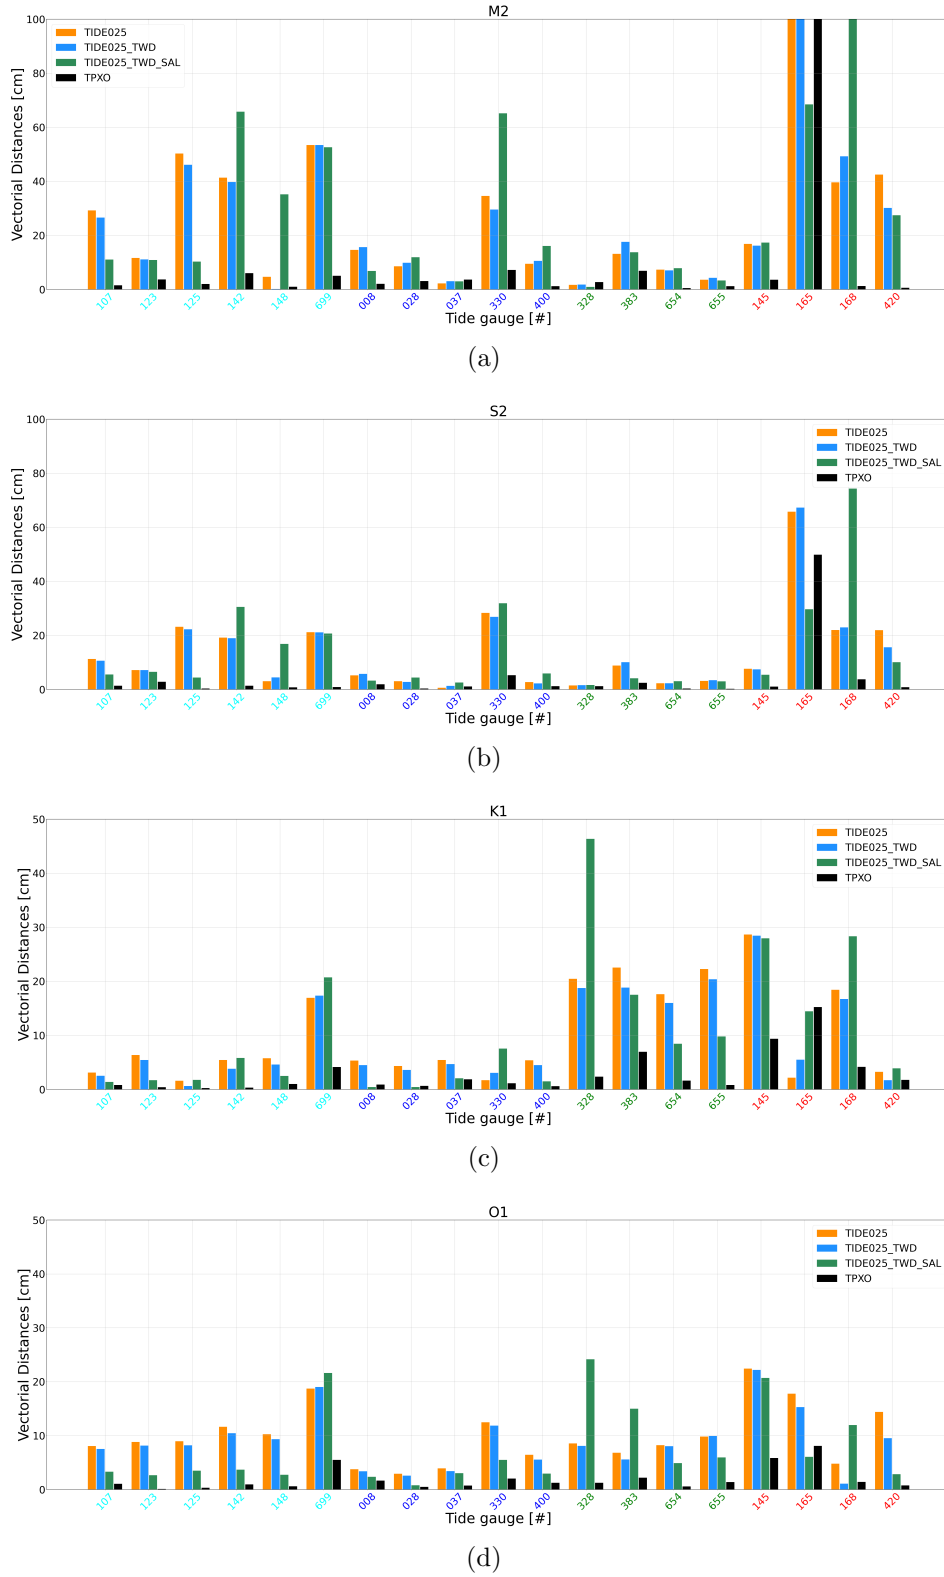 M2
100
80
60
40
20
0
Vectorial Distances [cm]
TIDE025
TIDE025_TWD
TIDE025_TWD_SAL
TPXO
107 123 125 142 148 699 008 028 037 330 400 328 383 654 655 145 165 168 420
Tide gauge [#]
(a)
S2
100
80
60
40
20
0
Vectorial Distances [cm]
TIDE025
TIDE025_TWD
TIDE025_TWD_SAL
TPXO
107 123 125 142 148 699 008 028 037 330 400 328 383 654 655 145 165 168 420
Tide gauge [#]
(b)
K1
50
40
30
20
10
0
Vectorial Distances [cm]
TIDE025
TIDE025_TWD
TIDE025_TWD_SAL
TPXO
107 123 125 142 148 699 008 028 037 330 400 328 383 654 655 145 165 168 420
Tide gauge [#]
(c)
O1
50
40
30
20
10
0
Vectorial Distances [cm]
TIDE025
TIDE025_TWD
TIDE025_TWD_SAL
TPXO
107 123 125 142 148 699 008 028 037 330 400 328 383 654 655 145 165 168 420
Tide gauge [#]
(d)